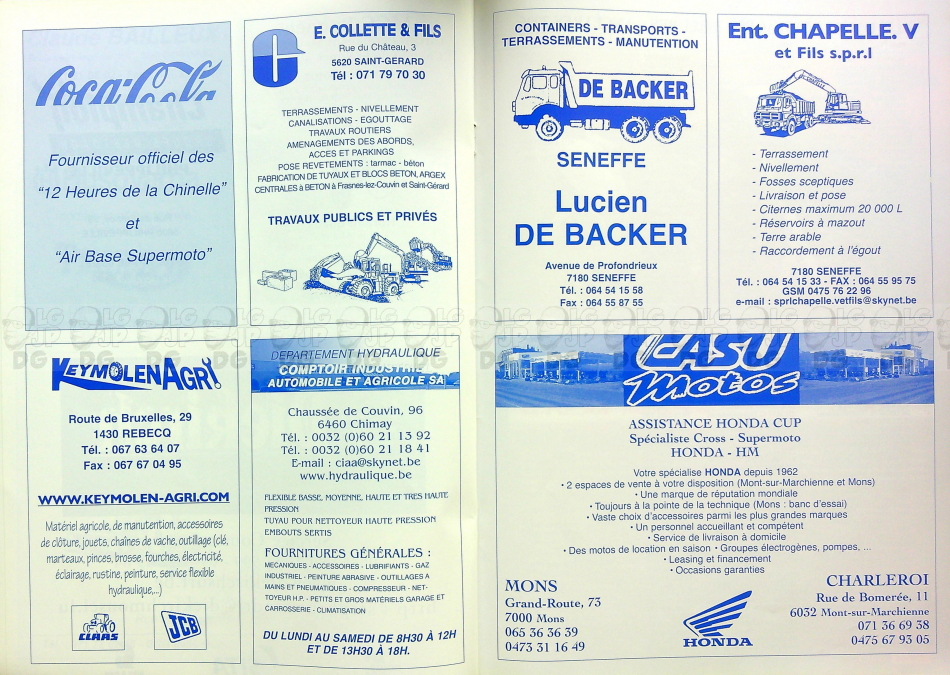 Coca-Cola
Fournisseur officiel des
“12 Heures de la Chinelle”
et
“Air Base Supermoto”
E. COLLETTE & FILS
Rue du Château, 3
5620 SAINT-GERARD
Tél : 071 79 70 30
TERRASSEMENTS - NIVELLEMENT
CANALISATIONS - EGOUTTAGE
TRAVAUX ROUTIERS
AMENAGEMENTS DES ABORDS,
ACCES ET PARKINGS
POSE REVETEMENTS : tarmac - béton
FABRICATION DE TUYAUX ET BLOCS BETON, ARGEX
CENTRALES à BETON à Frasnes-lez-Couvin et Saint-Gérard
TRAVAUX PUBLICS ET PRIVÉS
CONTAINERS - TRANSPORTS -
TERRASSEMENTS - MANUTENTION
DE BACKER
SENEFFE
Lucien
DE BACKER
Avenue de Profondrieux
7180 SENEFFE
Tél. : 064 54 15 58
Fax : 064 55 87 55
Ent. CHAPELLE. V
et Fils s.p.r.l
- Terrassement
- Nivellement
- Fosses sceptiques
- Livraison et pose
- Citernes maximum 20 000 L
- Réservoirs à mazout
- Terre arable
- Raccordement à l'égout
7180 SENEFFE
Tél. : 064 54 15 33 - FAX : 064 55 95 75
GSM 0475 76 22 96
e-mail : sprlchapelle.vetfils@skynet.be
KEYMOLEN AGRI
Route de Bruxelles, 29
1430 REBECQ
Tél. : 067 63 64 07
Fax : 067 67 04 95
WWW.KEYMOLEN-AGRI.COM
Matériel agricole, de manutention, accessoires
de clôture, jouets, chaînes de vache, outillage (clé,
marteaux, pinces, brosse, fourches, électricité,
éclairage, rustine, peinture, service flexible
hydraulique,...)
CLAAS
JCB
DEPARTEMENT HYDRAULIQUE
COMPTOIR INDUSTRIE
AUTOMOBILE ET AGRICOLE SA
Chaussée de Couvin, 96
6460 Chimay
Tél. : 0032 (0)60 21 13 92
Tél. : 0032 (0)60 21 18 41
E-mail : ciaa@skynet.be
www.hydraulique.be
FLEXIBLE BASSE, MOYENNE, HAUTE ET TRES HAUTE
PRESSION
TUYAU POUR NETTOYEUR HAUTE PRESSION
EMBOUTS SERTIS
FOURNITURES GÉNÉRALES :
MECANIQUES - ACCESSOIRES - LUBRIFIANTS - GAZ
INDUSTRIEL - PEINTURE ABRASIVE - OUTILLAGES A
MAINS ET PNEUMATIQUES - COMPRESSEUR - NET-
TOYEUR H.P. - PETITS ET GROS MATÉRIELS GARAGE ET
CARROSSERIE - CLIMATISATION
DU LUNDI AU SAMEDI DE 8H30 À 12H
ET DE 13H30 À 18H.
CASU
Motos
ASSISTANCE HONDA CUP
Spécialiste Cross - Supermoto
HONDA - HM
Votre spécialise HONDA depuis 1962
• 2 espaces de vente à votre disposition (Mont-sur-Marchienne et Mons)
• Une marque de réputation mondiale
• Toujours à la pointe de la technique (Mons : banc d'essai)
• Vaste choix d'accessoires parmi les plus grandes marques
• Un personnel accueillant et compétent
• Service de livraison à domicile
• Des motos de location en saison • Groupes électrogènes, pompes, ...
• Leasing et financement
• Occasions garanties
MONS
Grand-Route, 73
7000 Mons
065 36 36 39
0473 31 16 49
HONDA
CHARLEROI
Rue de Bomerée, 11
6032 Mont-sur-Marchienne
071 36 69 38
0475 67 93 05